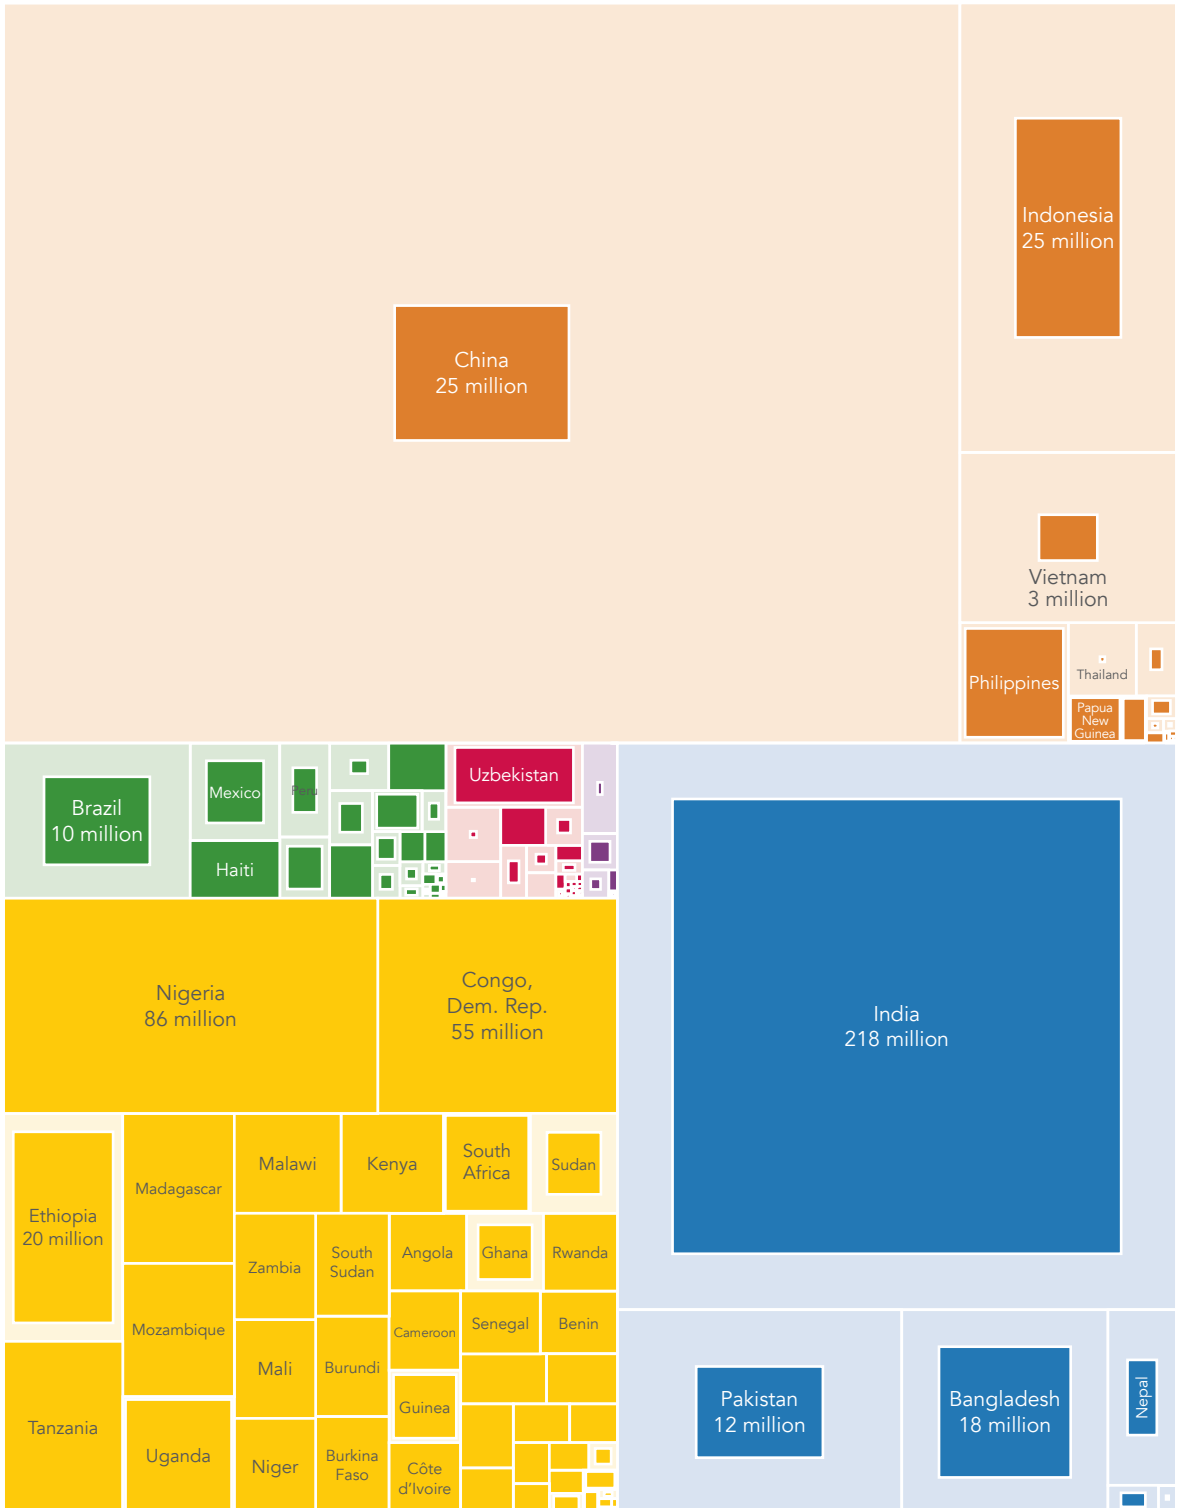 Indonesia
25 million
China
25 million
Vietnam
3 million
Philippines
Thailand
Papua
New
Guinea
Brazil
10 million
Mexico
Peru
Haiti
Uzbekistan
Nigeria
86 million
Congo,
Dem. Rep.
55 million
India
218 million
Ethiopia
20 million
Madagascar
Malawi
Kenya
South
Africa
Sudan
Zambia
South
Sudan
Angola
Ghana
Rwanda
Mozambique
Mali
Burundi
Cameroon
Senegal
Benin
Tanzania
Uganda
Niger
Burkina
Faso
Guinea
Côte
d'Ivoire
Pakistan
12 million
Bangladesh
18 million
Nepal